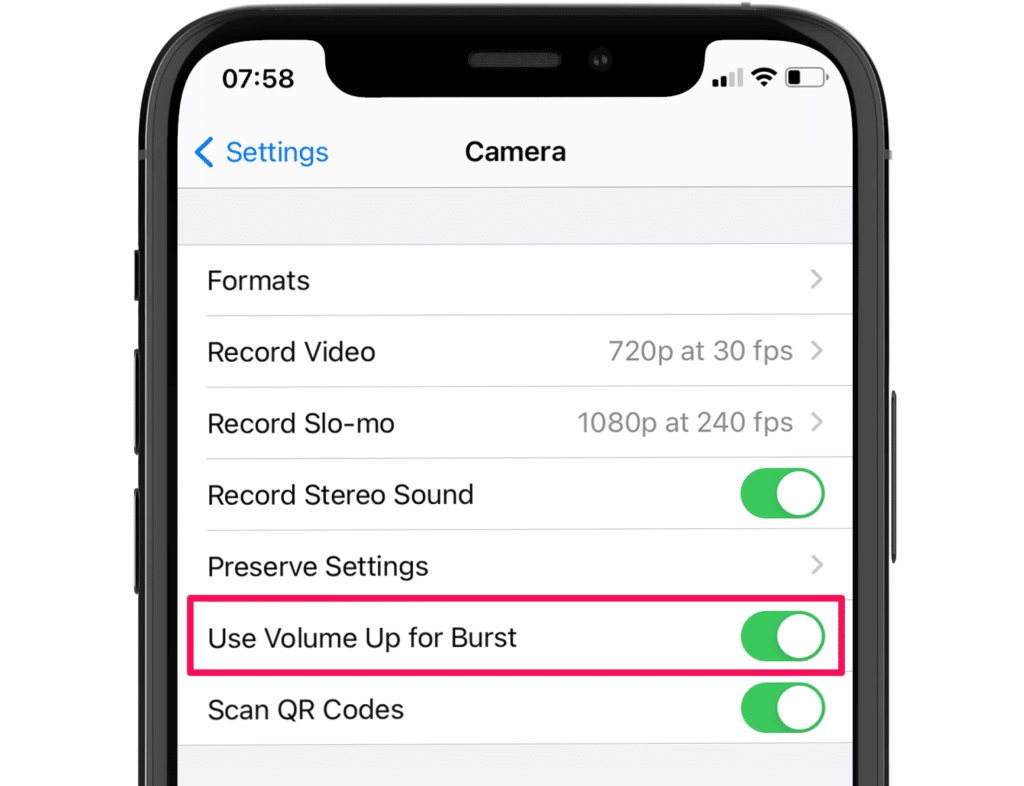 07:58
Settings
Camera
Formats
Record Video 720p at 30 fps
Record Slo-mo 1080p at 240 fps
Record Stereo Sound
Preserve Settings
Use Volume Up for Burst
Scan QR Codes